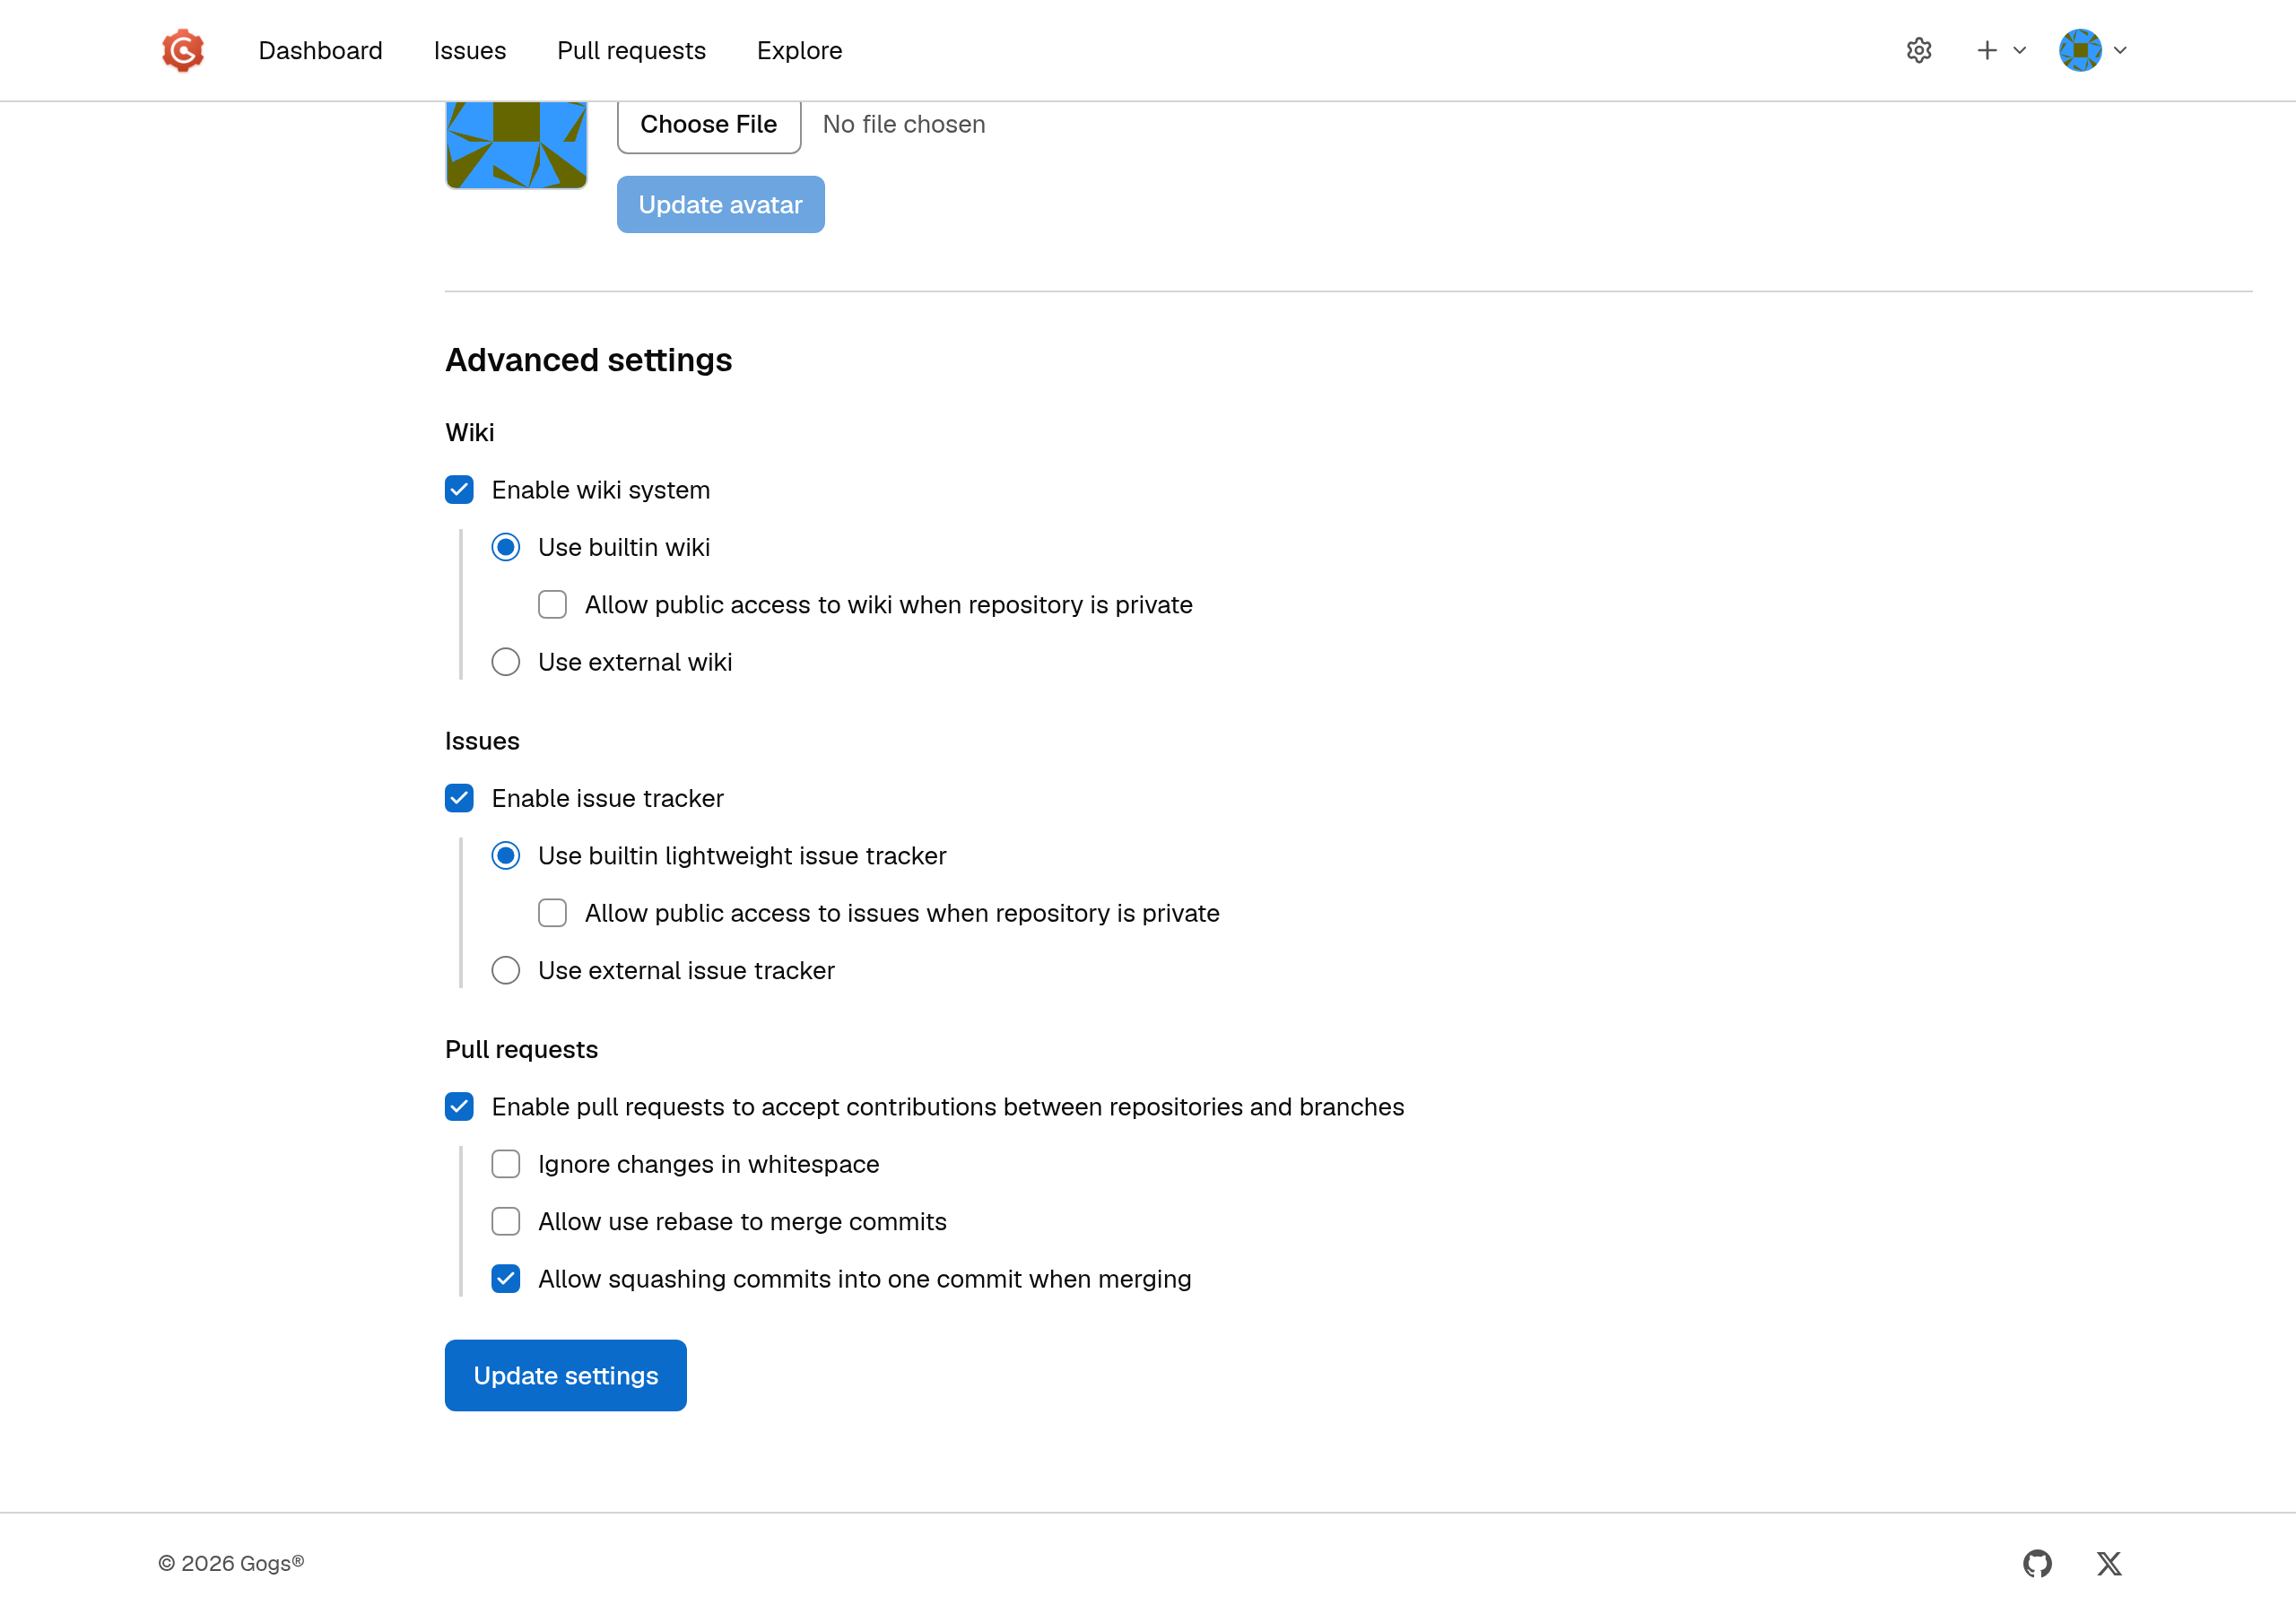 Dashboard Issues Pull requests Explore
Choose File No file chosen
Update avatar
Advanced settings
Wiki
Enable wiki system
Use builtin wiki
Allow public access to wiki when repository is private
Use external wiki
Issues
Enable issue tracker
Use builtin lightweight issue tracker
Allow public access to issues when repository is private
Use external issue tracker
Pull requests
Enable pull requests to accept contributions between repositories and branches
Ignore changes in whitespace
Allow use rebase to merge commits
Allow squashing commits into one commit when merging
Update settings
© 2026 Gogs®